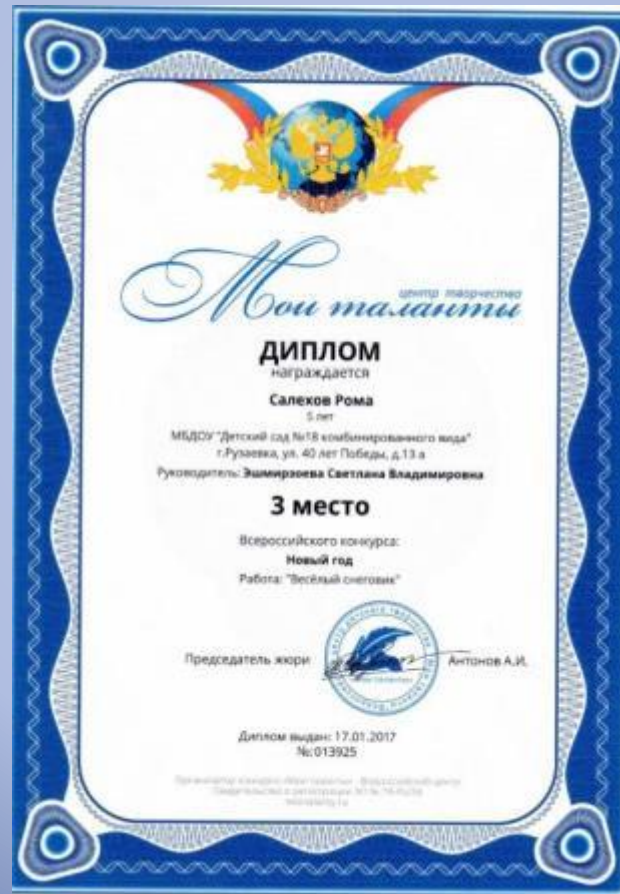 центр творчества
Мои таланты
ДИПЛОМ
награждается
Салехов Рома
5 лет
МБДОУ "Детский сад №18 комбинированного вида"
г.Рузаевка, ул. 40 лет Победы, д.13 а
Руководитель: Эшмирзоева Светлана Владимировна
3 место
Всероссийского конкурса:
Новый год
Работа: "Весёлый снеговик"
Председатель жюри
Антонов А.И.
Диплом выдан: 17.01.2017
№: 013925